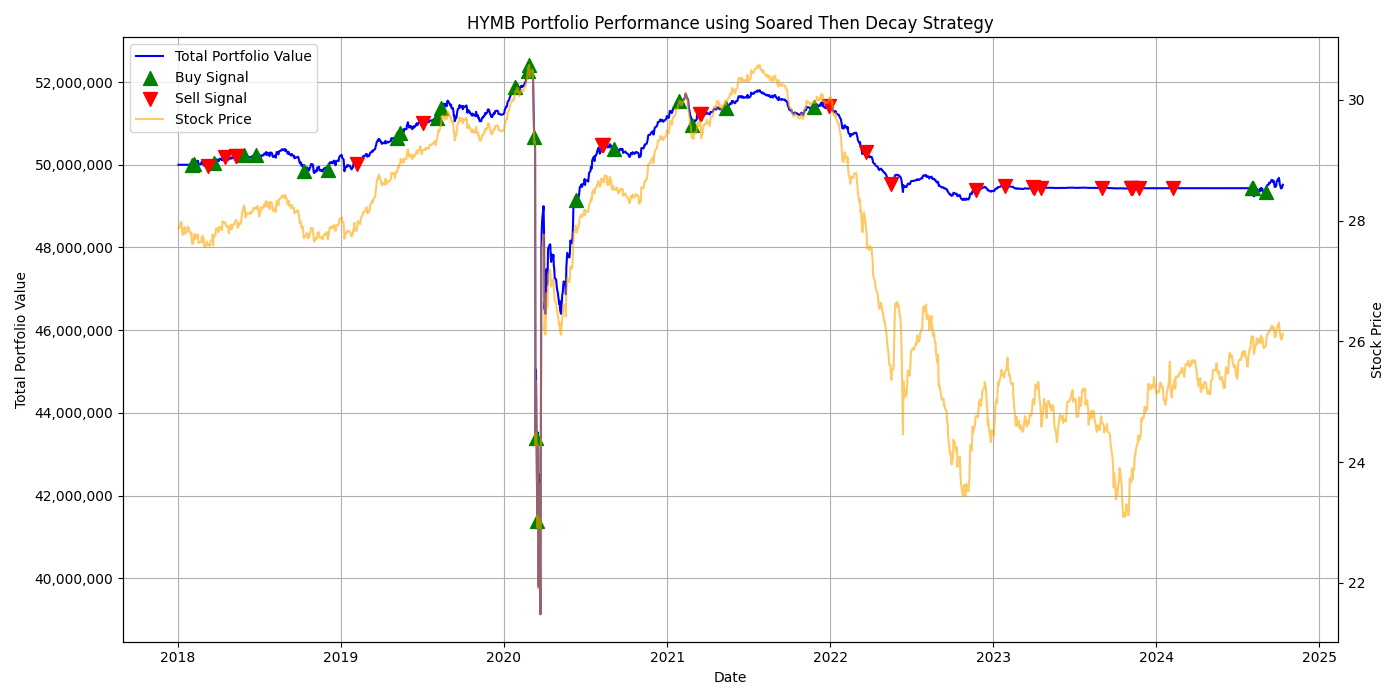 HYMB Portfolio Performance using Soared Then Decay Strategy
Total Portfolio Value
Buy Signal
Sell Signal
Stock Price
52,000,000
50,000,000
48,000,000
46,000,000
44,000,000
42,000,000
40,000,000
Total Portfolio Value
30
28
26
24
22
Stock Price
2018
2019
2020
2021
2022
2023
2024
2025
Date